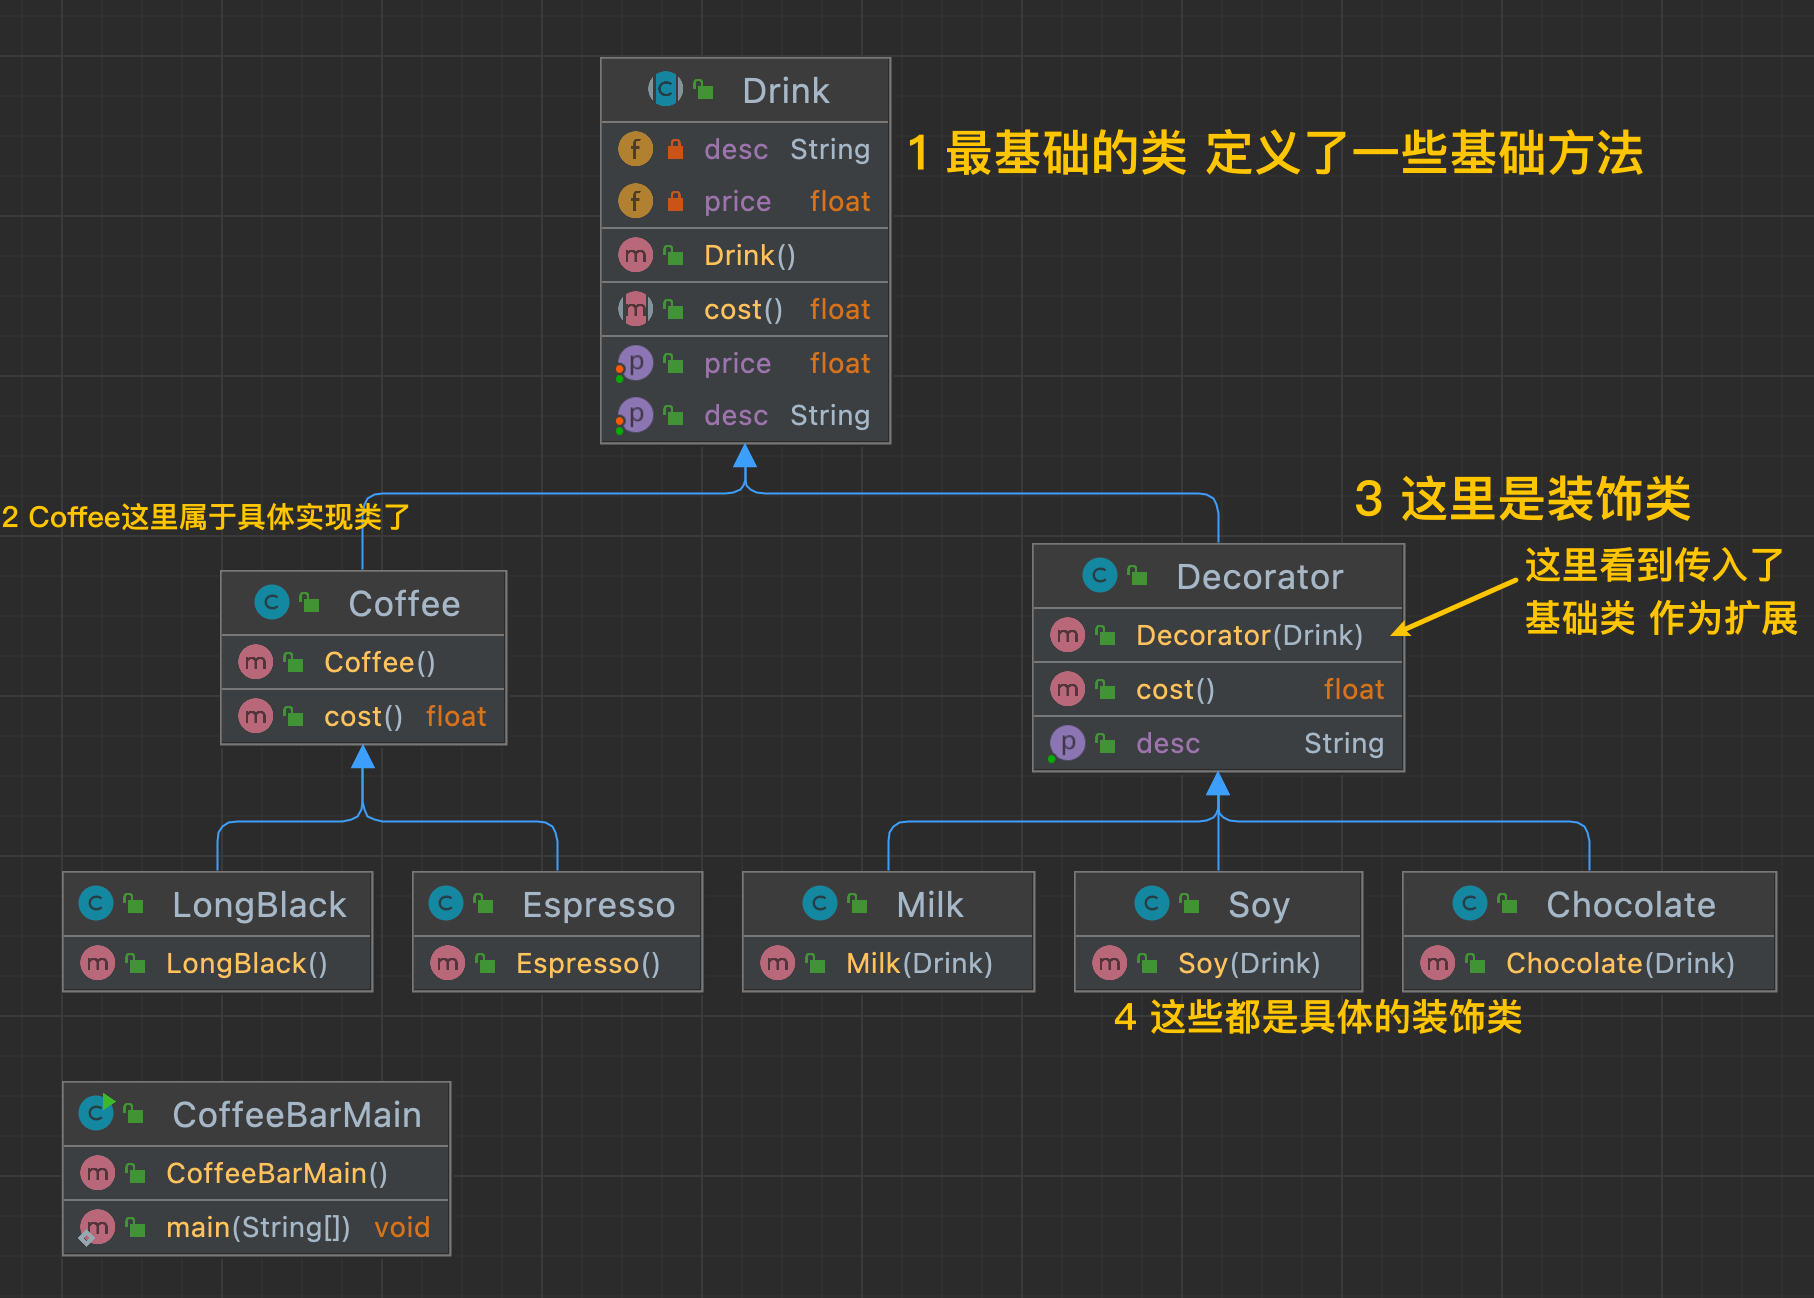 Drink
desc String
price float
Drink()
cost() float
price float
desc String
1 最基础的类 定义了一些基础方法
2 Coffee这里属于具体实现类了
Coffee
Coffee()
cost() float
3 这里是装饰类
这里看到传入了
基础类 作为扩展
Decorator
Decorator(Drink)
cost() float
desc String
LongBlack
LongBlack()
Espresso
Espresso()
Milk
Milk(Drink)
Soy
Soy(Drink)
Chocolate
Chocolate(Drink)
4 这些都是具体的装饰类
CoffeeBarMain
CoffeeBarMain()
main(String[]) void